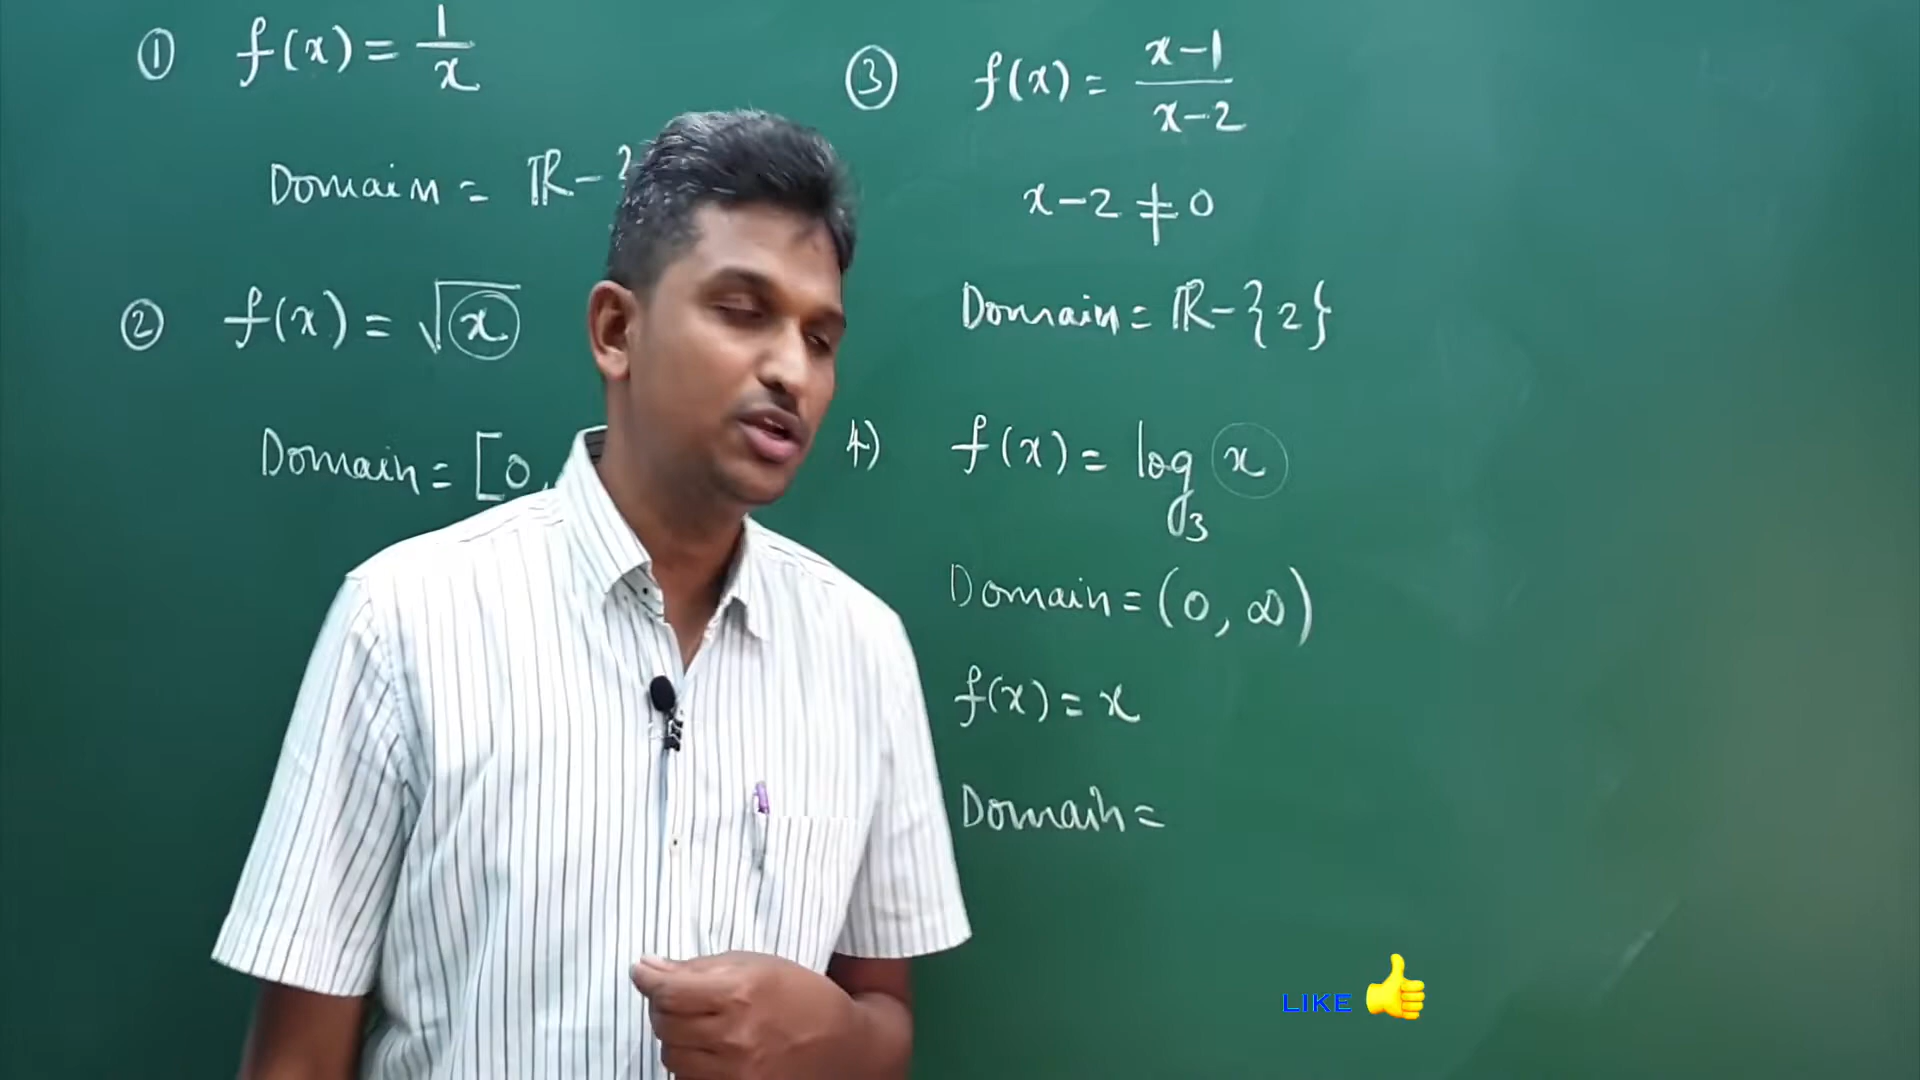 ① f(x) = 1/x
Domain = ℝ - {
② f(x) = √x
Domain = [0,
③ f(x) = x-1/x-2
x-2 ≠ 0
Domain = ℝ - {2}
4) f(x) = log₃ x
Domain = (0, ∞)
f(x) = x
Domain =
LIKE